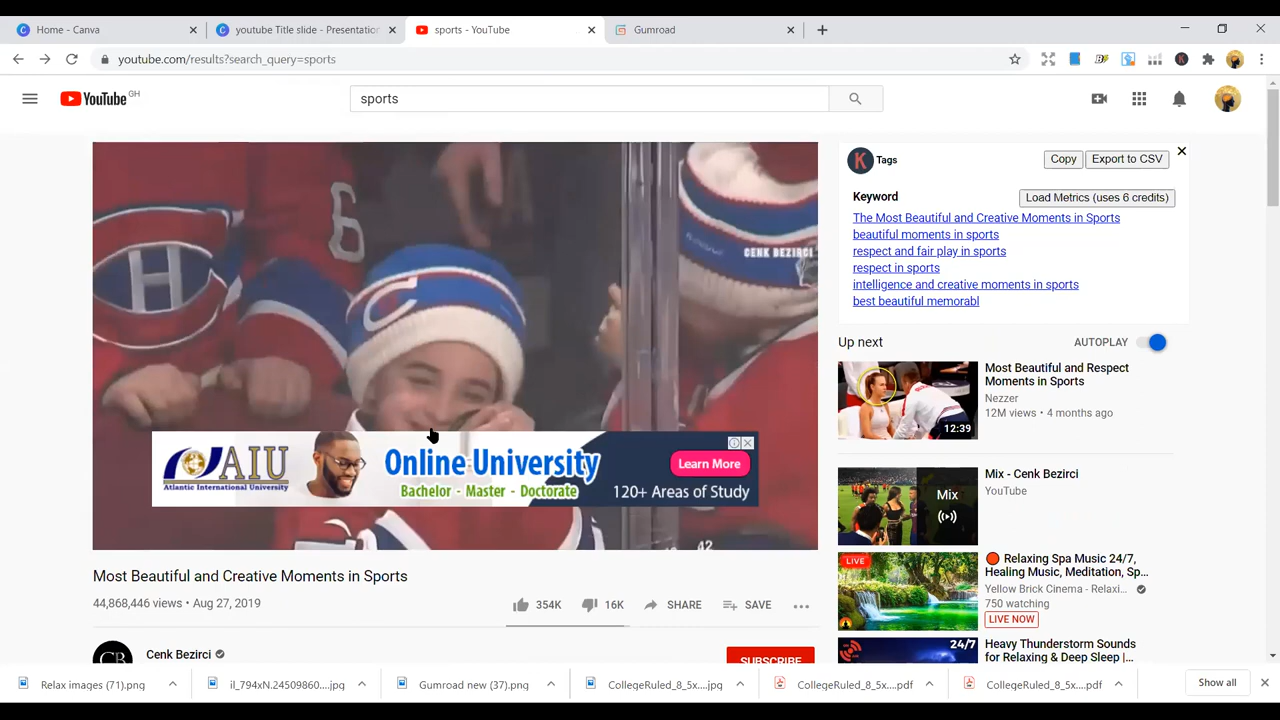 Home - Canva
youtube Title slide - Presentation
sports - YouTube
Gumroad
youtube.com/results?search_query=sports
YouTube GH
sports
CENK BEZIRCI
K Tags
Copy
Export to CSV
Keyword
Load Metrics (uses 6 credits)
The Most Beautiful and Creative Moments in Sports
beautiful moments in sports
respect and fair play in sports
respect in sports
intelligence and creative moments in sports
best beautiful memorabl
Up next
AUTOPLAY
Most Beautiful and Respect
Moments in Sports
Nezzer
12M views • 4 months ago
12:39
Mix - Cenk Bezirci
YouTube
Mix
LIVE
Relaxing Spa Music 24/7,
Healing Music, Meditation, Sp...
Yellow Brick Cinema - Relaxi...
750 watching
LIVE NOW
24/7
Heavy Thunderstorm Sounds
for Relaxing & Deep Sleep |...
H
6
C
AIU
Atlantic International University
Online University
Bachelor - Master - Doctorate
Learn More
120+ Areas of Study
42
Most Beautiful and Creative Moments in Sports
44,868,446 views • Aug 27, 2019
354K
16K
SHARE
SAVE
CB
Cenk Bezirci
SUBSCRIBE
Relax images (71).png
il_794xN.24509860....jpg
Gumroad new (37).png
CollegeRuled_8_5x....jpg
CollegeRuled_8_5x....pdf
CollegeRuled_8_5x....pdf
Show all